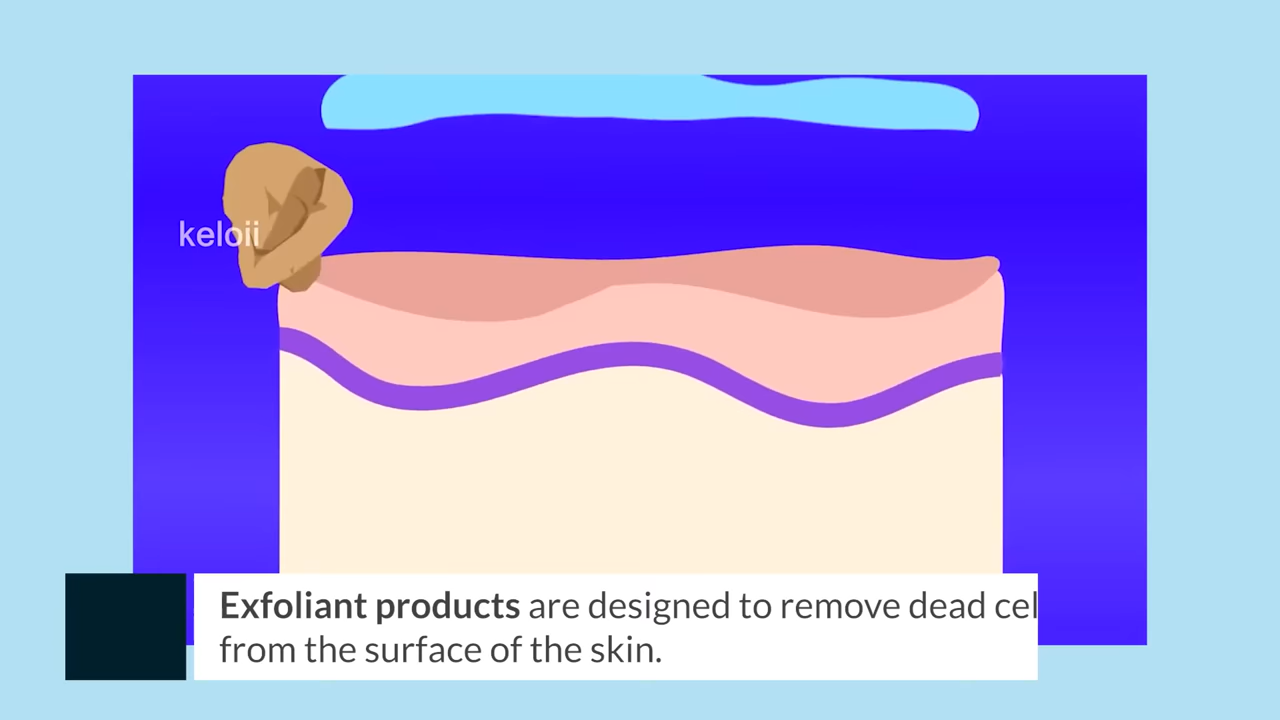 keloii
Exfoliant products are designed to remove dead cel
from the surface of the skin.